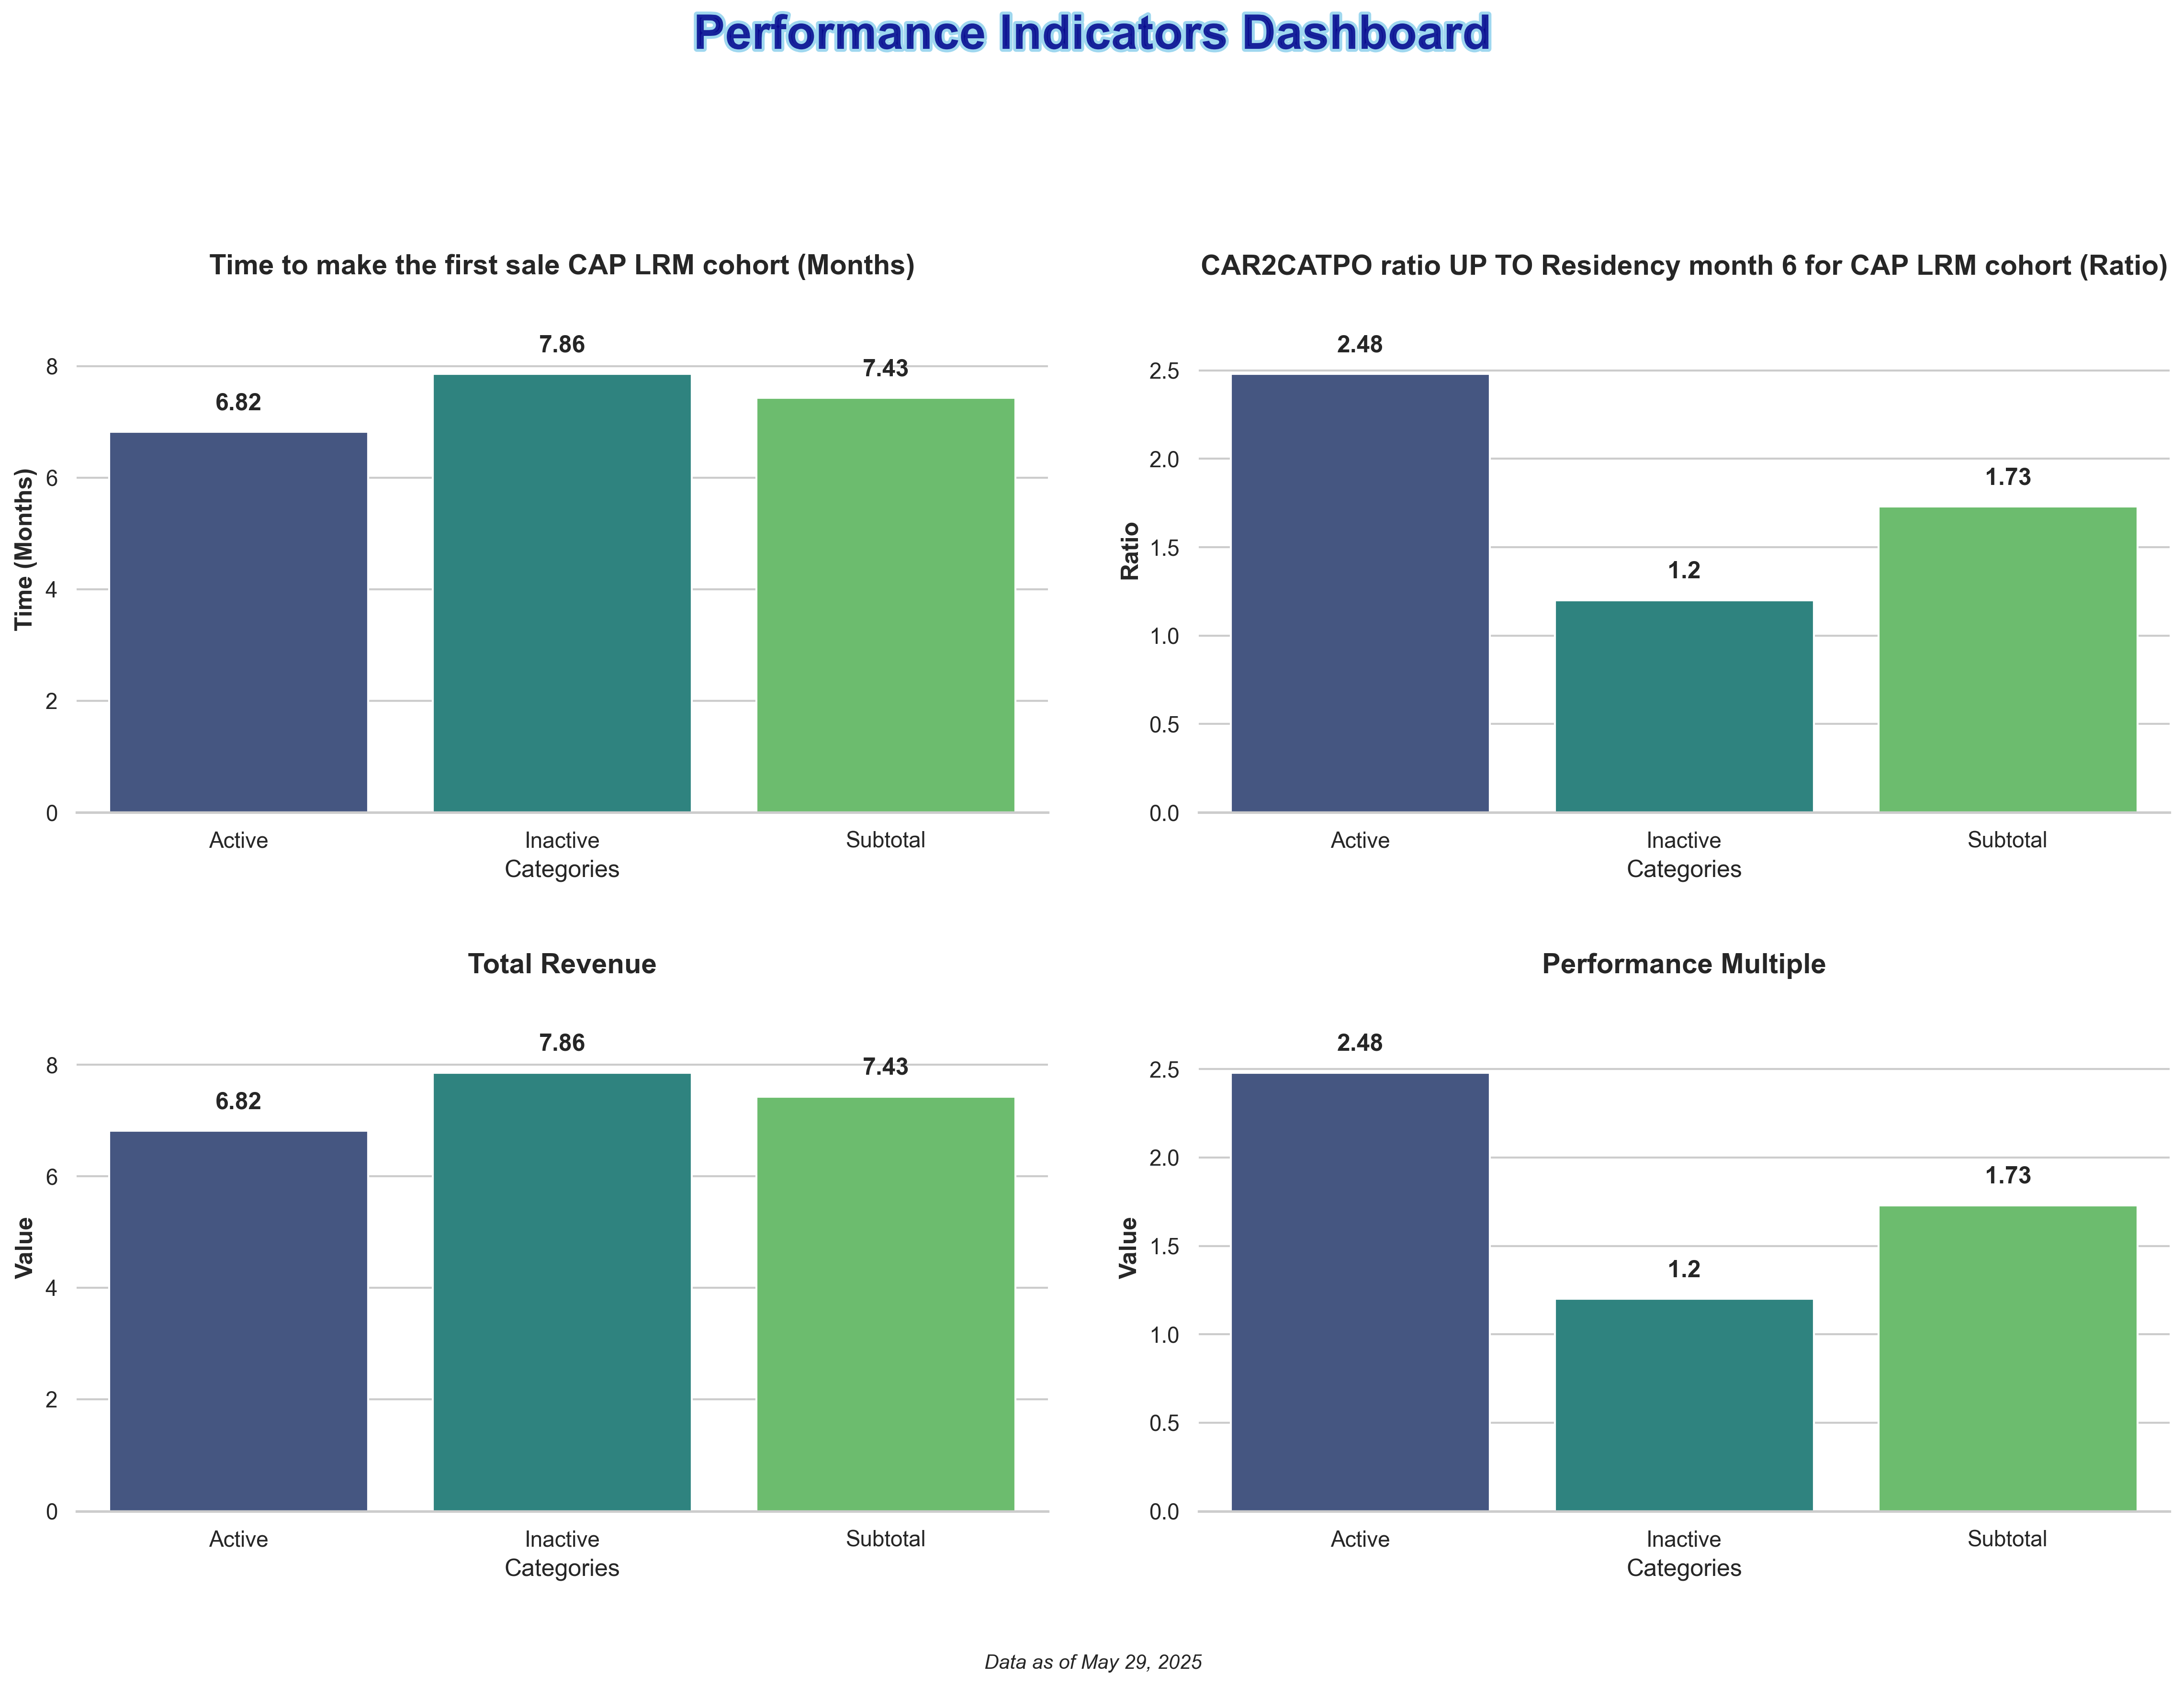 Performance Indicators Dashboard
Time to make the first sale CAP LRM cohort (Months)
8
6
4
2
0
Time (Months)
6.82
7.86
7.43
Active
Inactive
Subtotal
Categories
CAR2CATPO ratio UP TO Residency month 6 for CAP LRM cohort (Ratio)
2.5
2.0
1.5
1.0
0.5
0.0
Ratio
2.48
1.2
1.73
Active
Inactive
Subtotal
Categories
Total Revenue
8
6
4
2
0
Value
6.82
7.86
7.43
Active
Inactive
Subtotal
Categories
Performance Multiple
2.5
2.0
1.5
1.0
0.5
0.0
Value
2.48
1.2
1.73
Active
Inactive
Subtotal
Categories
Data as of May 29, 2025